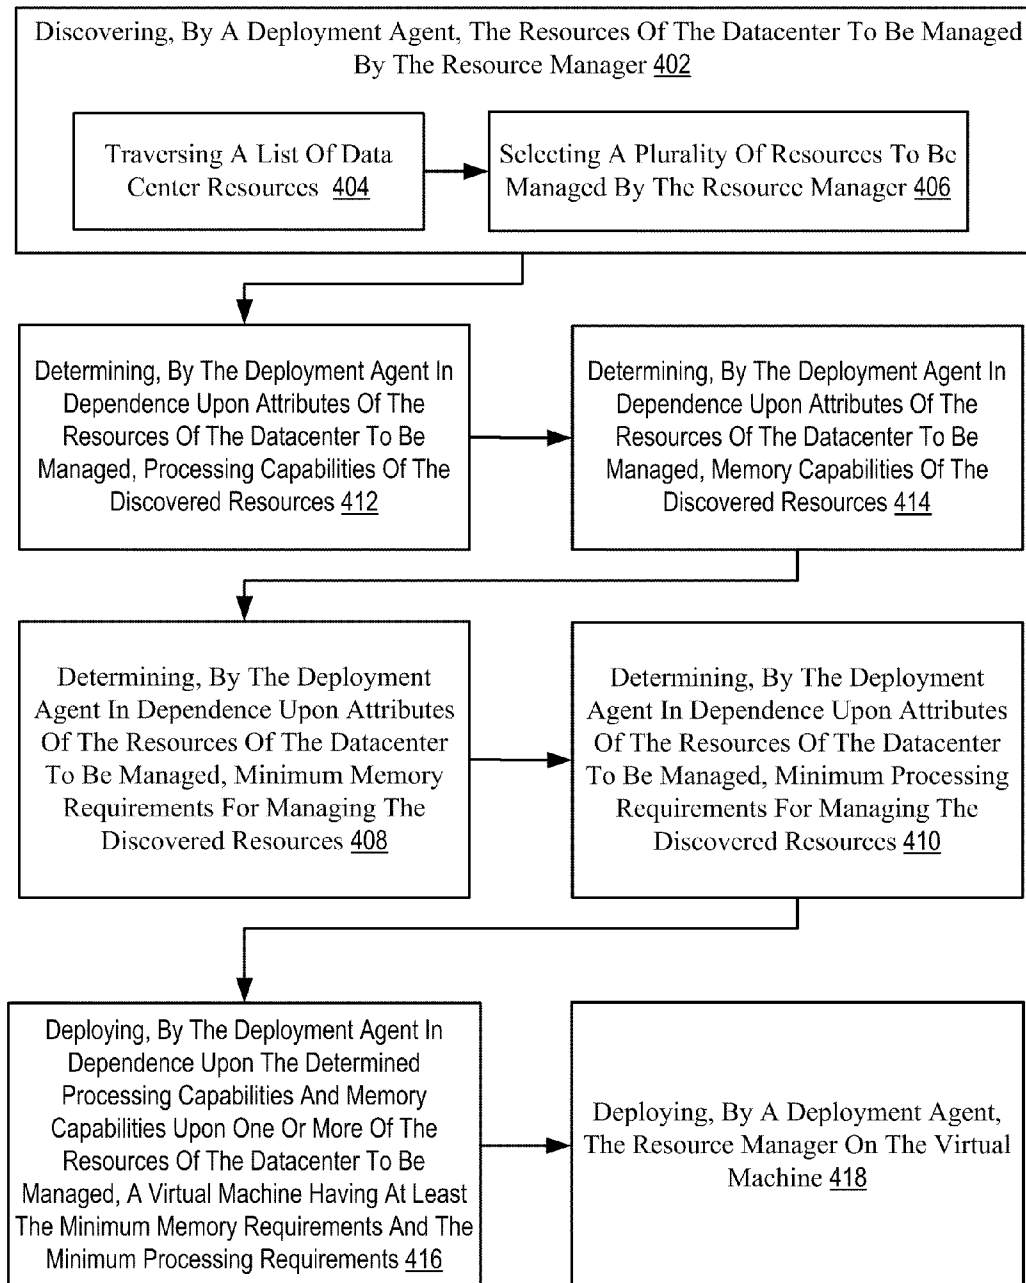 Discovering, By A Deployment Agent, The Resources Of The Datacenter To Be Managed
By The Resource Manager 402
Traversing A List Of Data
Center Resources 404
Selecting A Plurality Of Resources To Be
Managed By The Resource Manager 406
Determining, By The Deployment Agent In
Dependence Upon Attributes Of The
Resources Of The Datacenter To Be
Managed, Processing Capabilities Of The
Discovered Resources 412
Determining, By The Deployment Agent In
Dependence Upon Attributes Of The
Resources Of The Datacenter To Be
Managed, Memory Capabilities Of The
Discovered Resources 414
Determining, By The Deployment
Agent In Dependence Upon Attributes
Of The Resources Of The Datacenter
To Be Managed, Minimum Memory
Requirements For Managing The
Discovered Resources 408
Determining, By The Deployment
Agent In Dependence Upon Attributes
Of The Resources Of The Datacenter
To Be Managed, Minimum Processing
Requirements For Managing The
Discovered Resources 410
Deploying, By The Deployment Agent In
Dependence Upon The Determined
Processing Capabilities And Memory
Capabilities Upon One Or More Of The
Resources Of The Datacenter To Be
Managed, A Virtual Machine Having At Least
The Minimum Memory Requirements And The
Minimum Processing Requirements 416
Deploying, By A Deployment Agent,
The Resource Manager On The Virtual
Machine 418